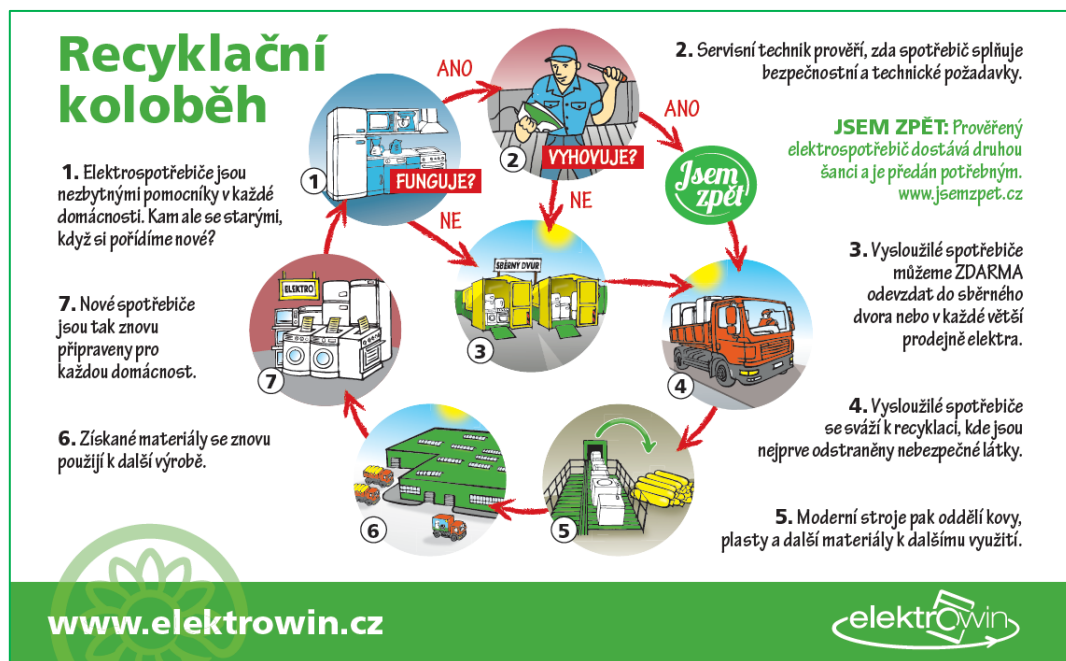 Recyklační
koloběh
1. Elektrospotřebiče jsou
nezbytnými pomocníky v každé
domácnosti. Kam ale se starými,
když si pořídíme nové?
7. Nové spotřebiče
jsou tak znovu
připraveny pro
každou domácnost.
6. Získané materiály se znovu
použijí k další výrobě.
ANO
1
FUNGUJE?
NE
2
VYHOVUJE?
ANO
NE
Jsem
zpět
SBĚRNÝ DVŮR
3
4
5
6
ELEKTRO
7
2. Servisní technik prověří, zda spotřebič splňuje
bezpečnostní a technické požadavky.
JSEM ZPĚT: Prověřený
elektrospotřebič dostává druhou
šanci a je předán potřebným.
www.jsemzpet.cz
3. Vysloužilé spotřebiče
můžeme ZDARMA
odevzdat do sběrného
dvora nebo v každé větší
prodejně elektra.
4. Vysloužilé spotřebiče
se sváží k recyklaci, kde jsou
nejprve odstraněny nebezpečné látky.
5. Moderní stroje pak oddělí kovy,
plasty a další materiály k dalšímu využití.
www.elektrowin.cz
elektrowin